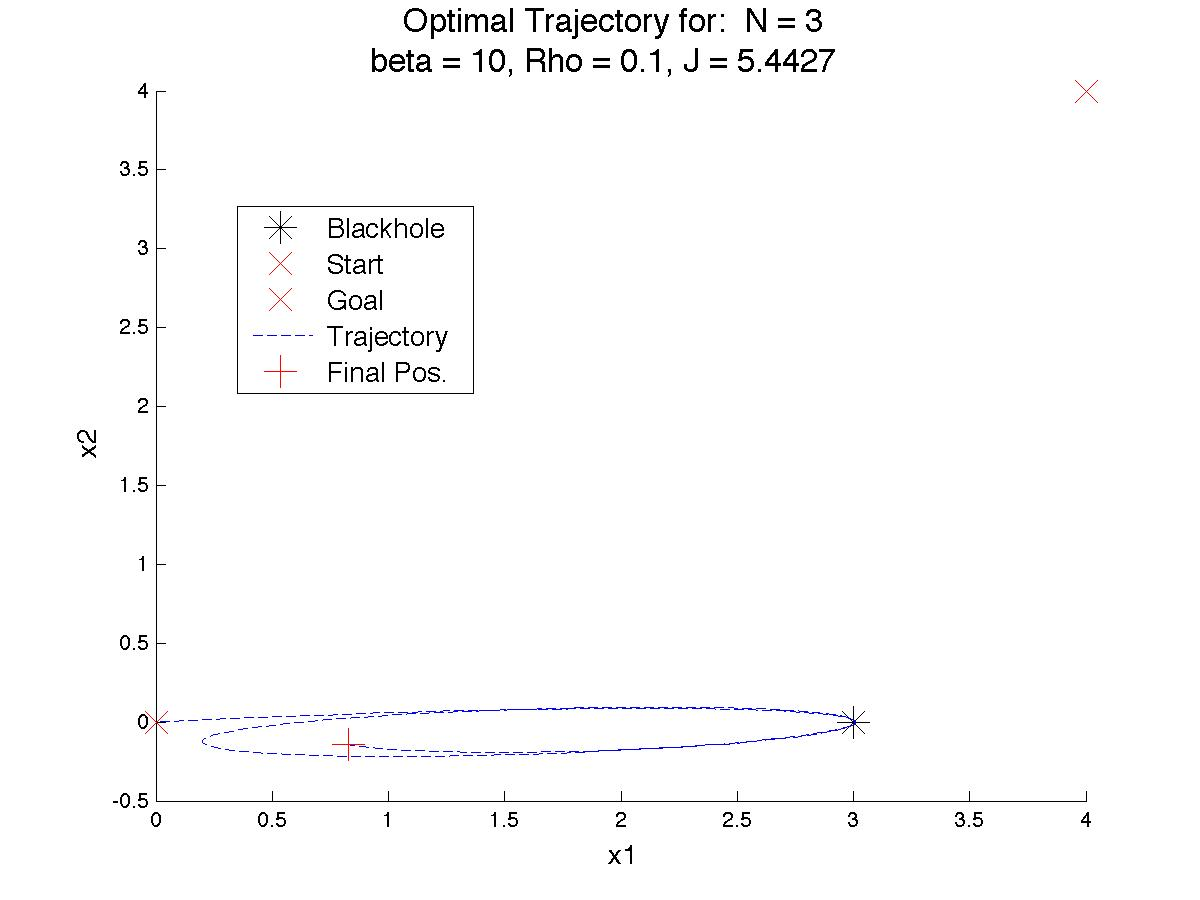 Optimal Trajectory for:  N = 3
beta = 10, Rho = 0.1, J = 5.4427
4
3.5
3
2.5
2
1.5
1
0.5
0
-0.5
x2
Blackhole
Start
Goal
Trajectory
Final Pos.
0 0.5 1 1.5 2 2.5 3 3.5 4
x1